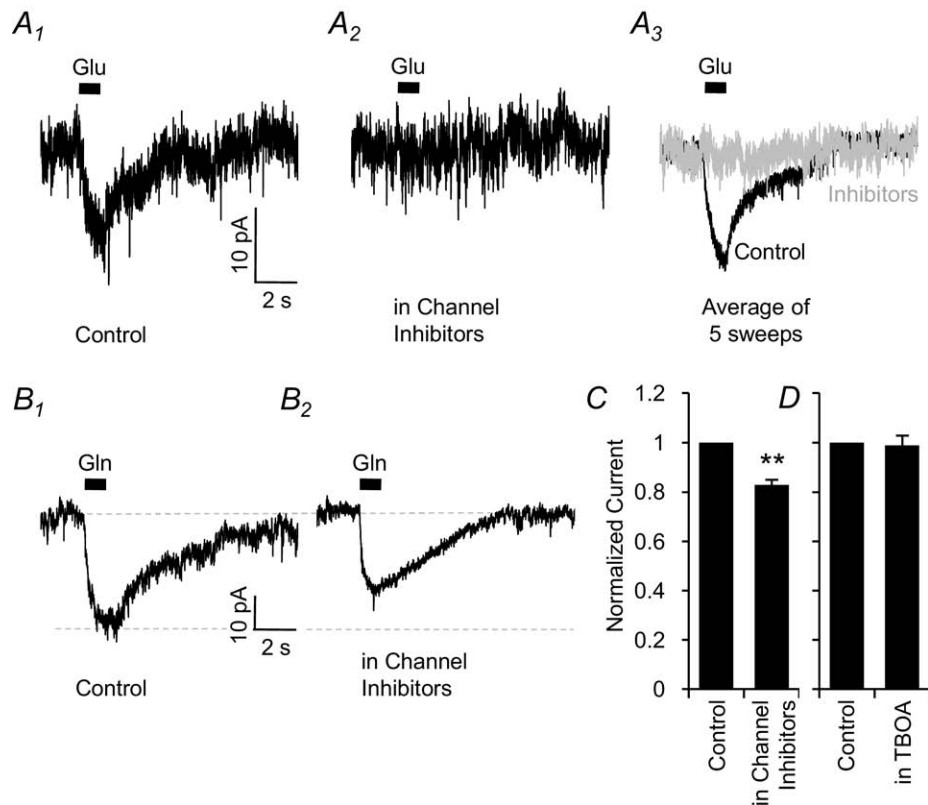 A1
A2
A3
Glu
Glu
Glu
10 pA
2 s
Inhibitors
Control
Control
in Channel
Inhibitors
Average of
5 sweeps
B1
B2
Gln
Gln
10 pA
2 s
Control
in Channel
Inhibitors
C
D
Normalized Current
1.2
1
0.8
0.6
0.4
0.2
0
**
Control
in Channel
Inhibitors
Control
in TBOA